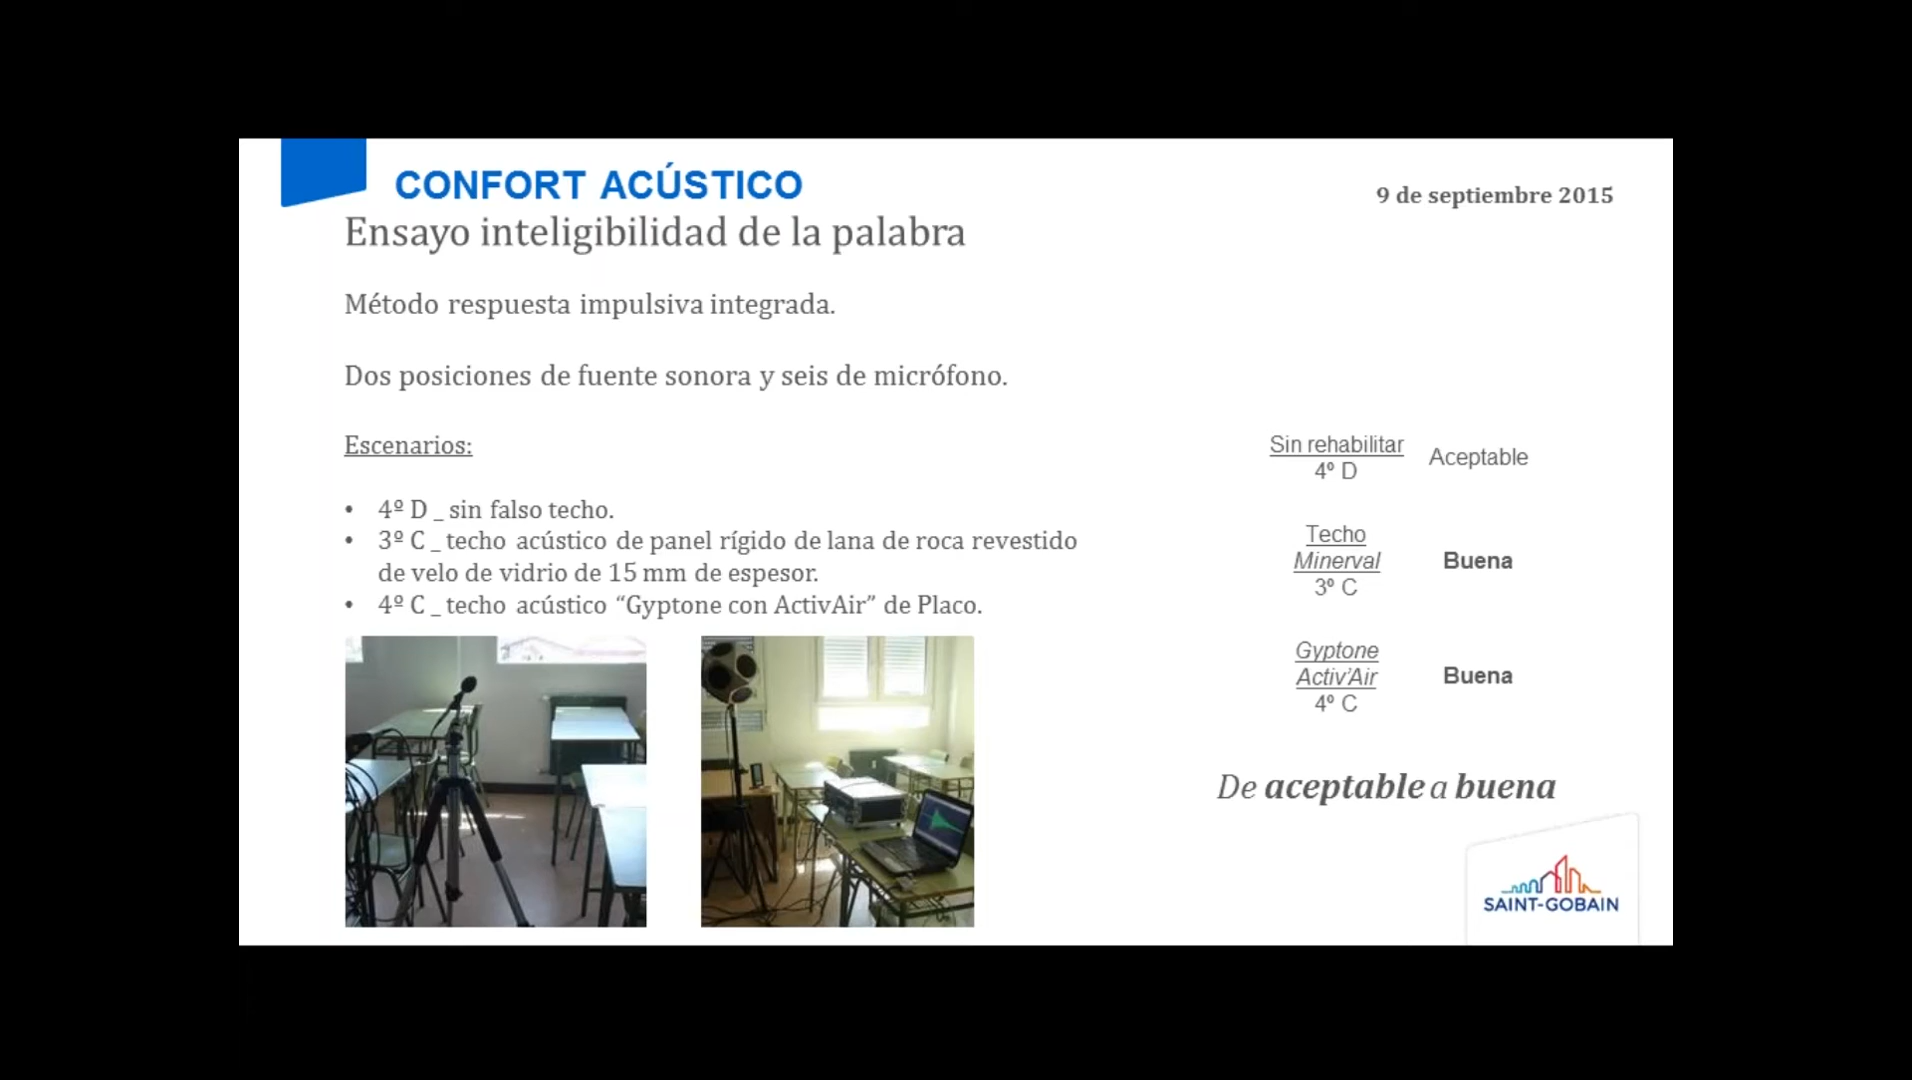 CONFORT ACÚSTICO
9 de septiembre 2015
Ensayo inteligibilidad de la palabra
Método respuesta impulsiva integrada.
Dos posiciones de fuente sonora y seis de micrófono.
Escenarios:
• 4º D _ sin falso techo.
• 3º C _ techo acústico de panel rígido de lana de roca revestido
de velo de vidrio de 15 mm de espesor.
• 4º C _ techo acústico “Gyptone con ActivAir” de Placo.
Sin rehabilitar
4º D
Aceptable
Techo
Minerval
3º C
Buena
Gyptone
Activ’Air
4º C
Buena
De aceptable a buena
SAINT-GOBAIN